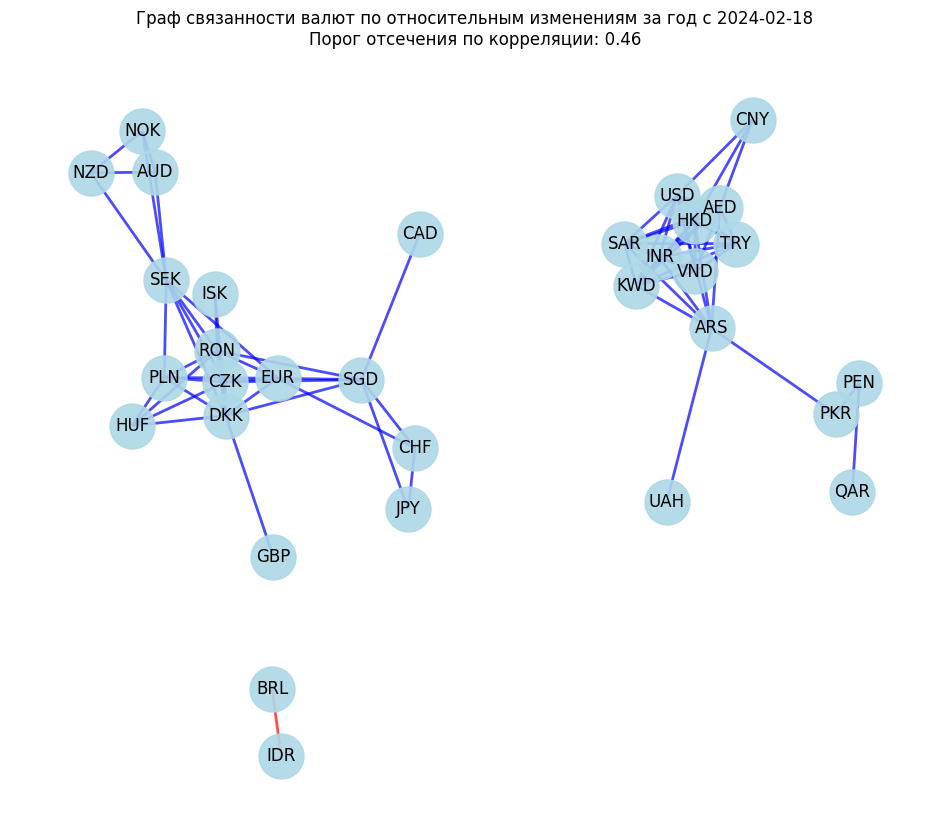 Граф связанности валют по относительным изменениям за год с 2024-02-18
Порог отсечения по корреляции: 0.46
CNY
NOK
NZD
AUD
USD
AED
HKD
CAD
SAR
TRY
INR
VND
SEK
KWD
ISK
ARS
RON
PLN
CZK
EUR
SGD
PEN
DKK
PKR
HUF
CHF
QAR
UAH
JPY
GBP
BRL
IDR